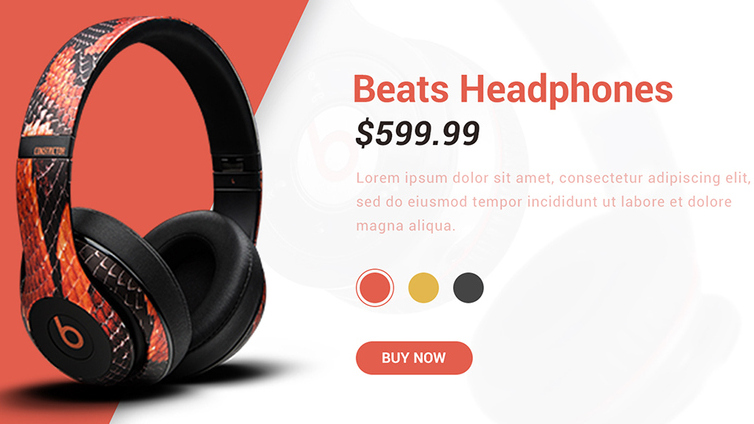 Beats Headphones
$599.99
Lorem ipsum dolor sit amet, consectetur adipiscing elit,
sed do eiusmod tempor incididunt ut labore et dolore
magna aliqua.
BUY NOW
CONSTRICTOR
b